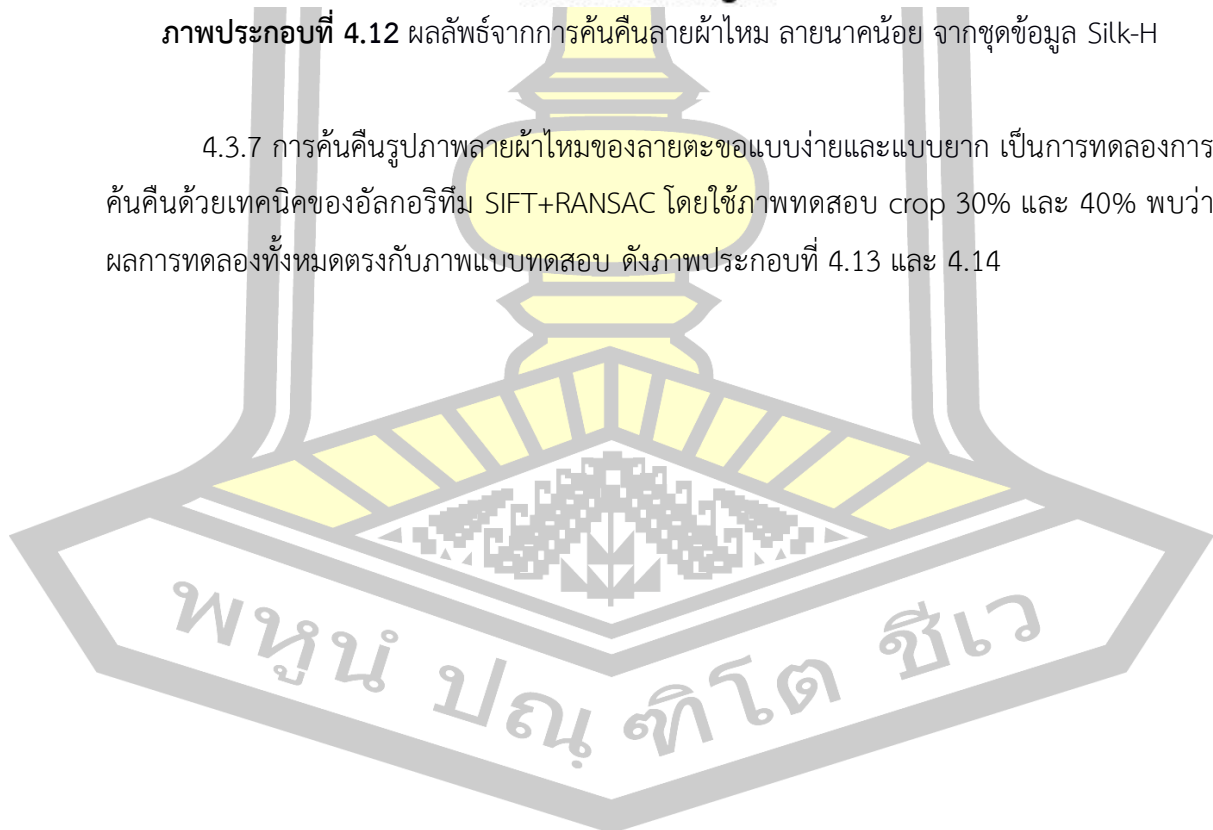 ภาพประกอบที่ 4.12 ผลลัพธ์จากการค้นคืนลายผ้าไหม ลายนาคน้อย จากชุดข้อมูล Silk-H
4.3.7 การค้นคืนรูปภาพลายผ้าไหมของลายตะขอแบบง่ายและแบบยาก เป็นการทดลองการ
ค้นคืนด้วยเทคนิคของอัลกอริทึม SIFT+RANSAC โดยใช้ภาพทดสอบ crop 30% และ 40% พบว่า
ผลการทดลองทั้งหมดตรงกับภาพแบบทดสอบ ดังภาพประกอบที่ 4.13 และ 4.14
พหูนํ ปณฺฑิโต ชีเว